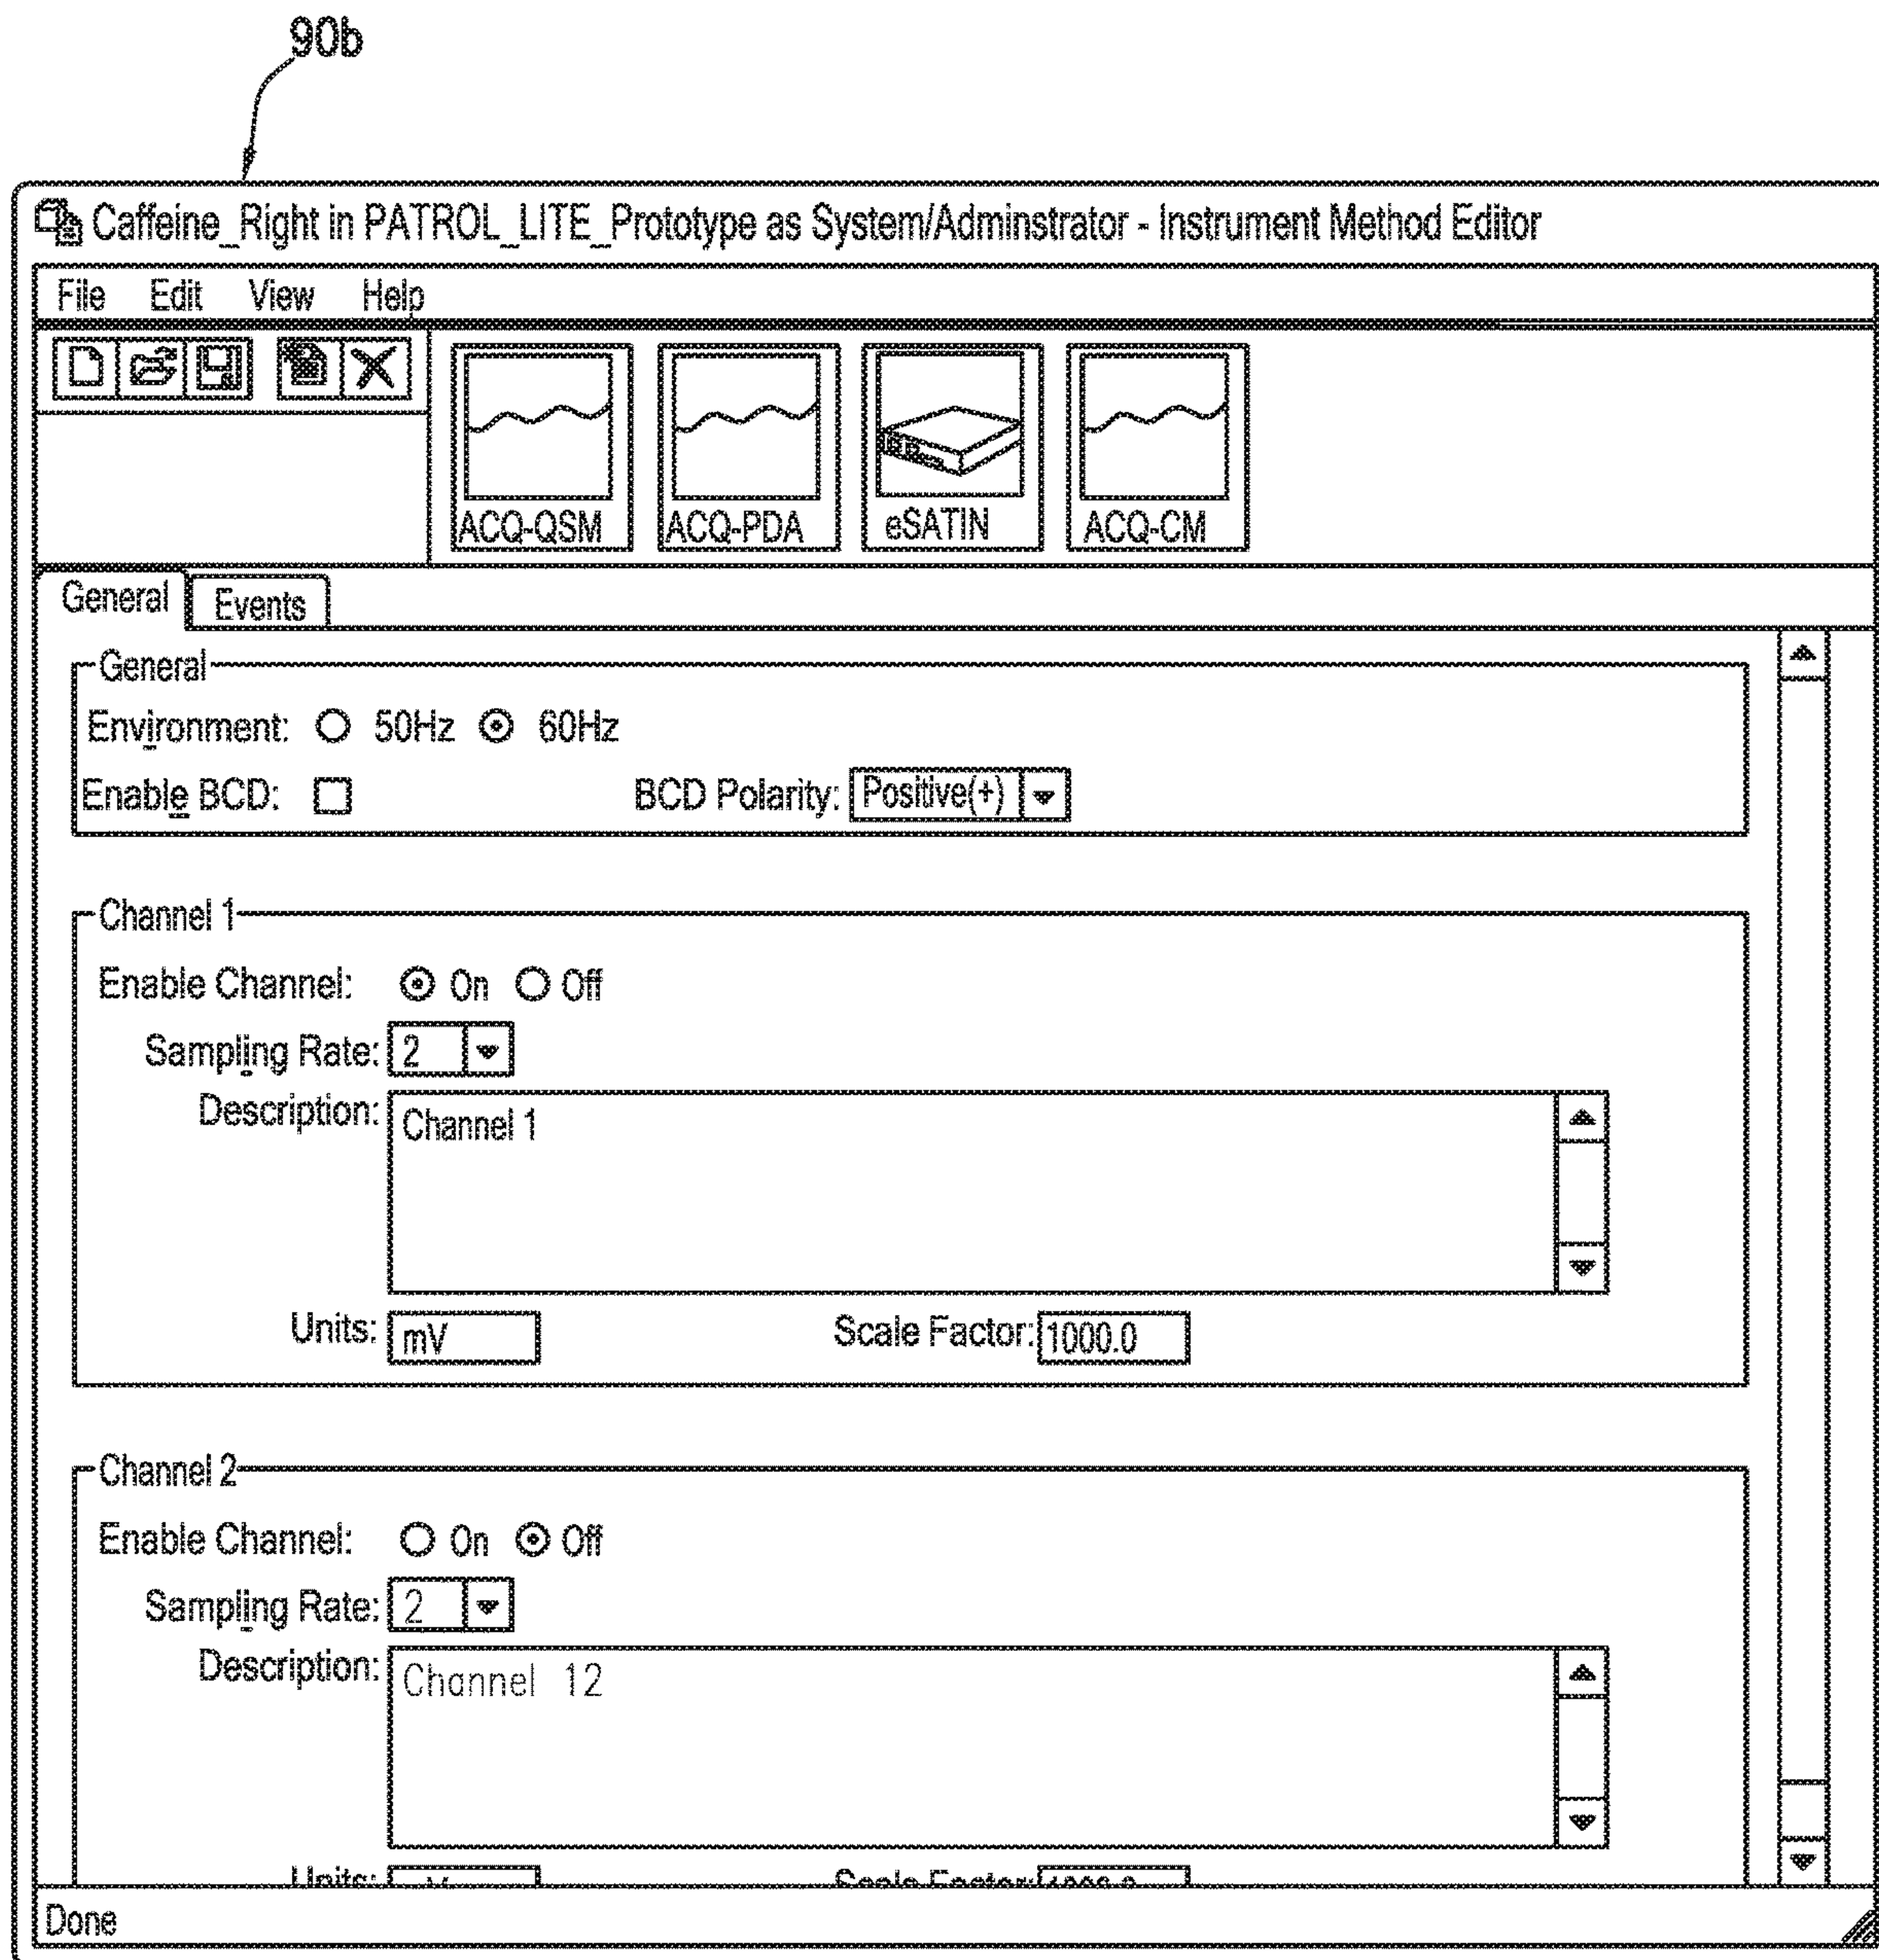 90b
Caffeine_Right in PATROL_LITE_Prototype as System/Adminstrator - Instrument Method Editor
File Edit View Help
ACQ-QSM ACQ-PDA eSATIN ACQ-CM
General Events
General
Environment: 50Hz 60Hz
Enable BCD: BCD Polarity: Positive(+)
Channel 1
Enable Channel: On Off
Sampling Rate: 2
Description: Channel 1
Units: mV Scale Factor: 1000.0
Channel 2
Enable Channel: On Off
Sampling Rate: 2
Description: Channel 12
Units: Scale Factor:
Done